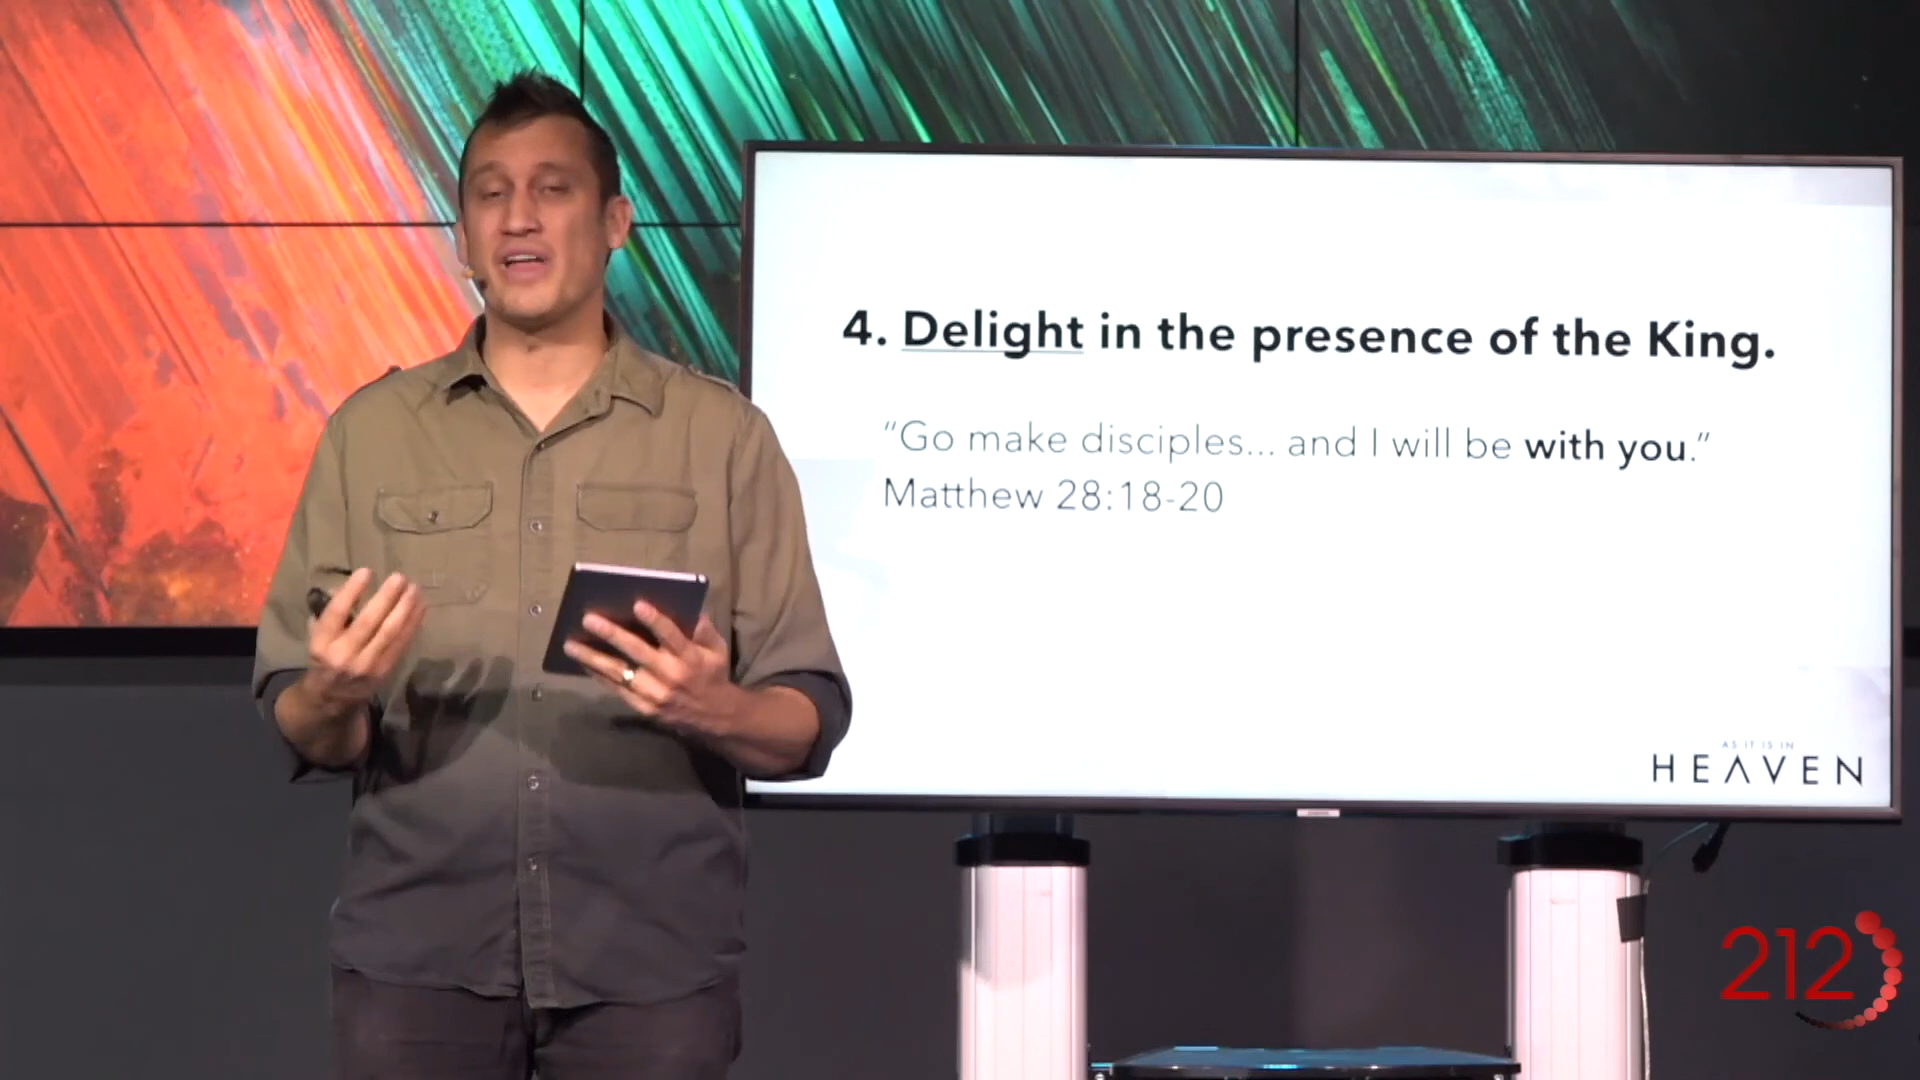 4. Delight in the presence of the King.
“Go make disciples... and I will be with you.”
Matthew 28:18-20
AS IT IS IN
HEAVEN
212